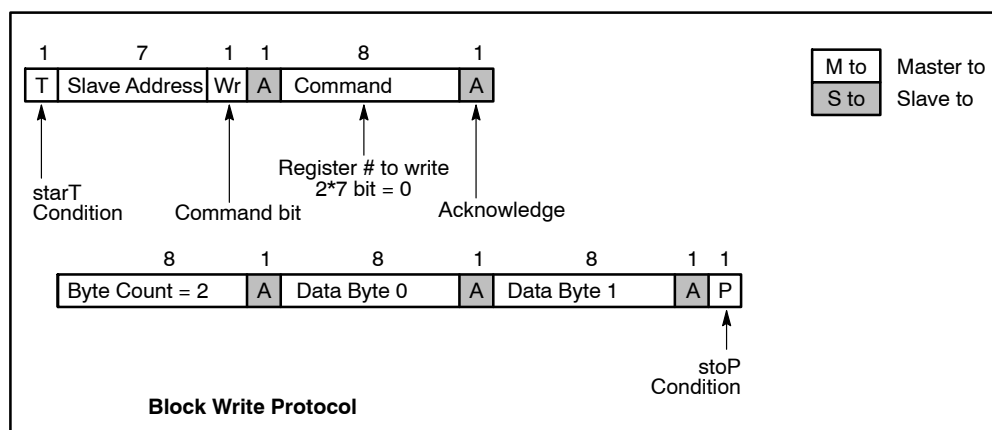 1 7 1 1 8 1
T Slave Address Wr A Command A
M to Master to
S to Slave to
Register # to write
2*7 bit = 0
starT
Condition
Command bit
Acknowledge
8 1 8 1 8 1 1
Byte Count = 2 A Data Byte 0 A Data Byte 1 A P
stoP
Condition
Block Write Protocol